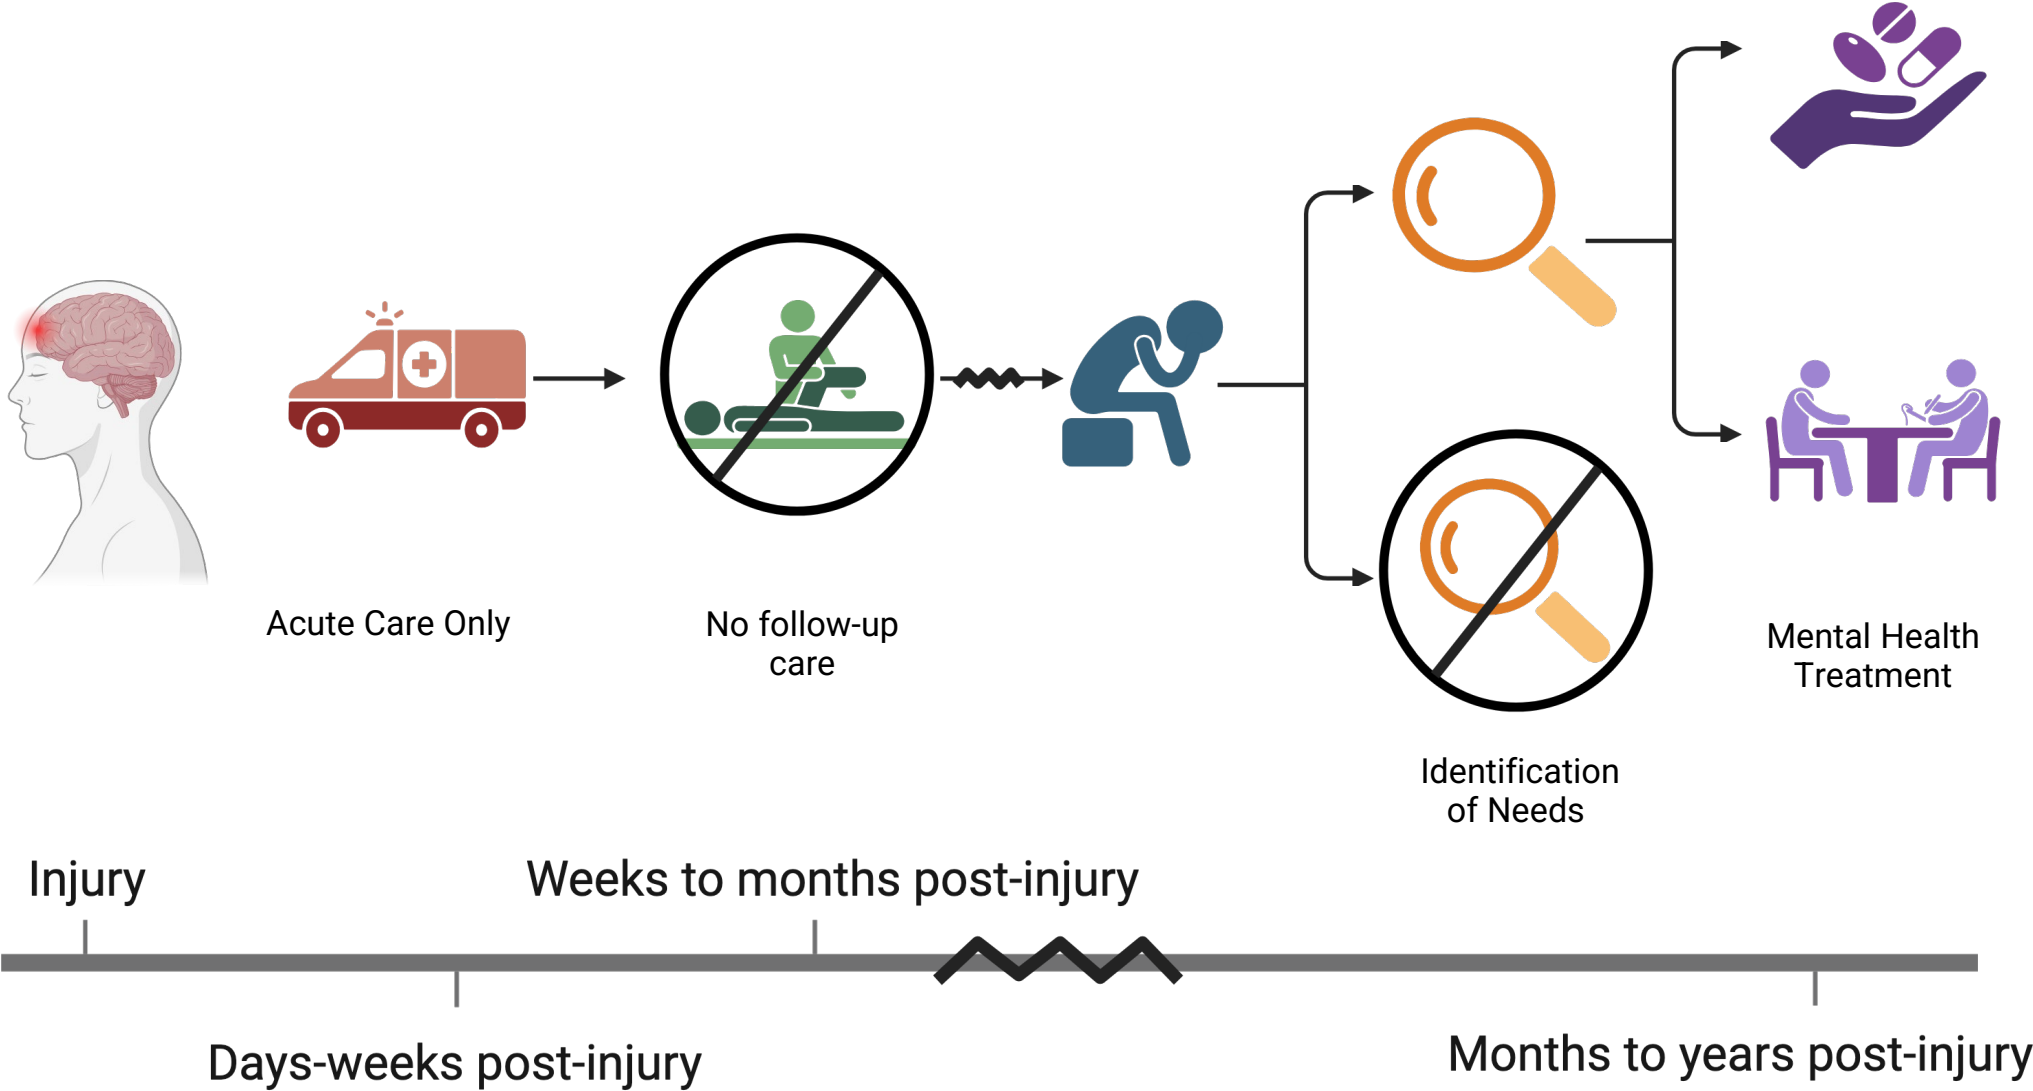 Acute Care Only
No follow-up
care
Mental Health
Treatment
Identification
of Needs
Injury
Weeks to months post-injury
Days-weeks post-injury
Months to years post-injury